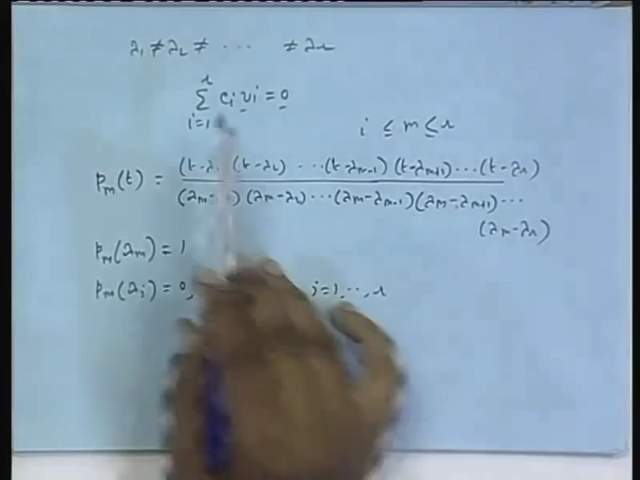 λ₁ ≠ λ₂ ≠ ⋯ ≠ λr
r
Σ cᵢ vᵢ = 0
i=1
i ≤ m ≤ r
pₘ(t) = (t-λ₁ (t-λ₂) ⋯ (t-λₘ₋₁) (t-λₘ₊₁) ⋯ (t-λr)
(λₘ- ) (λₘ-λ₂) ⋯ (λₘ-λₘ₋₁)(λₘ-λₘ₊₁) ⋯
(λₘ-λr)
pₘ(λₘ) = 1
pₘ(λᵢ) = 0, i=1,⋯,r